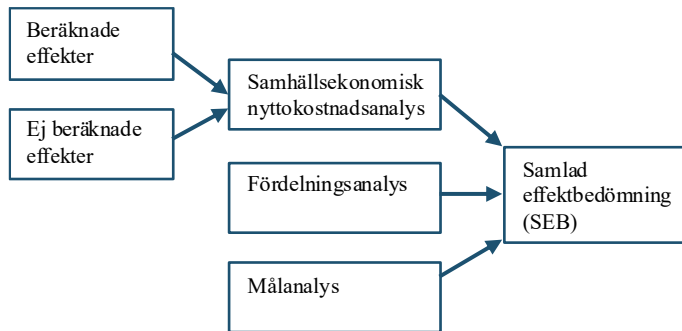 Beräknade
effekter
Ej beräknade
effekter
Samhällsekonomisk
nyttokostnadsanalys
Fördelningsanalys
Målanalys
Samlad
effektbedömning
(SEB)